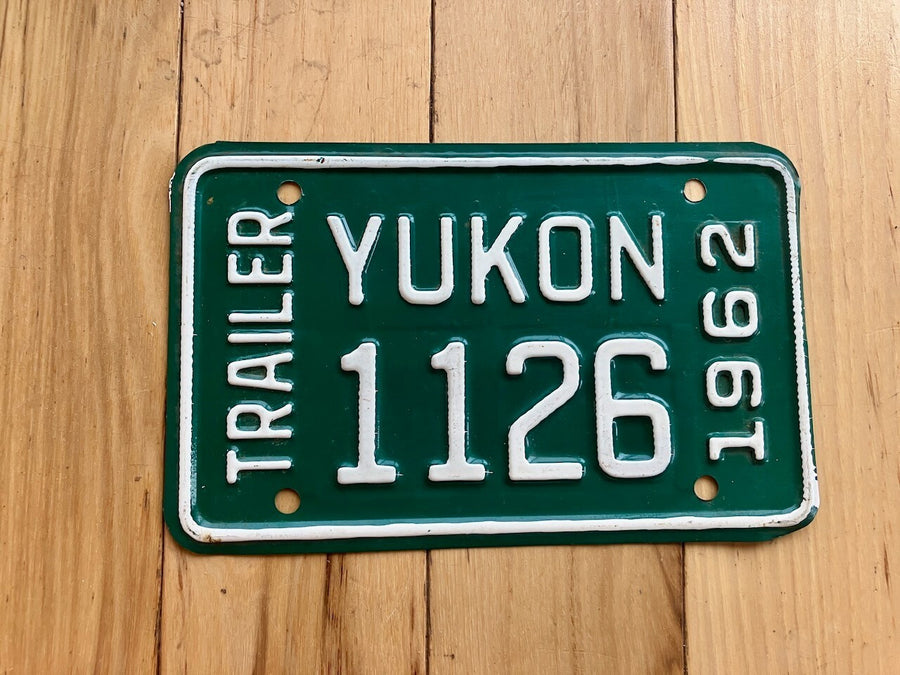 TRAILER
YUKON
1126
1962